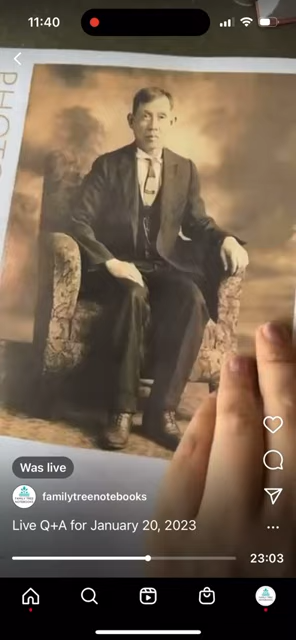 11:40
PHOTO
Was live
familytreenotebooks
Live Q+A for January 20, 2023
23:03